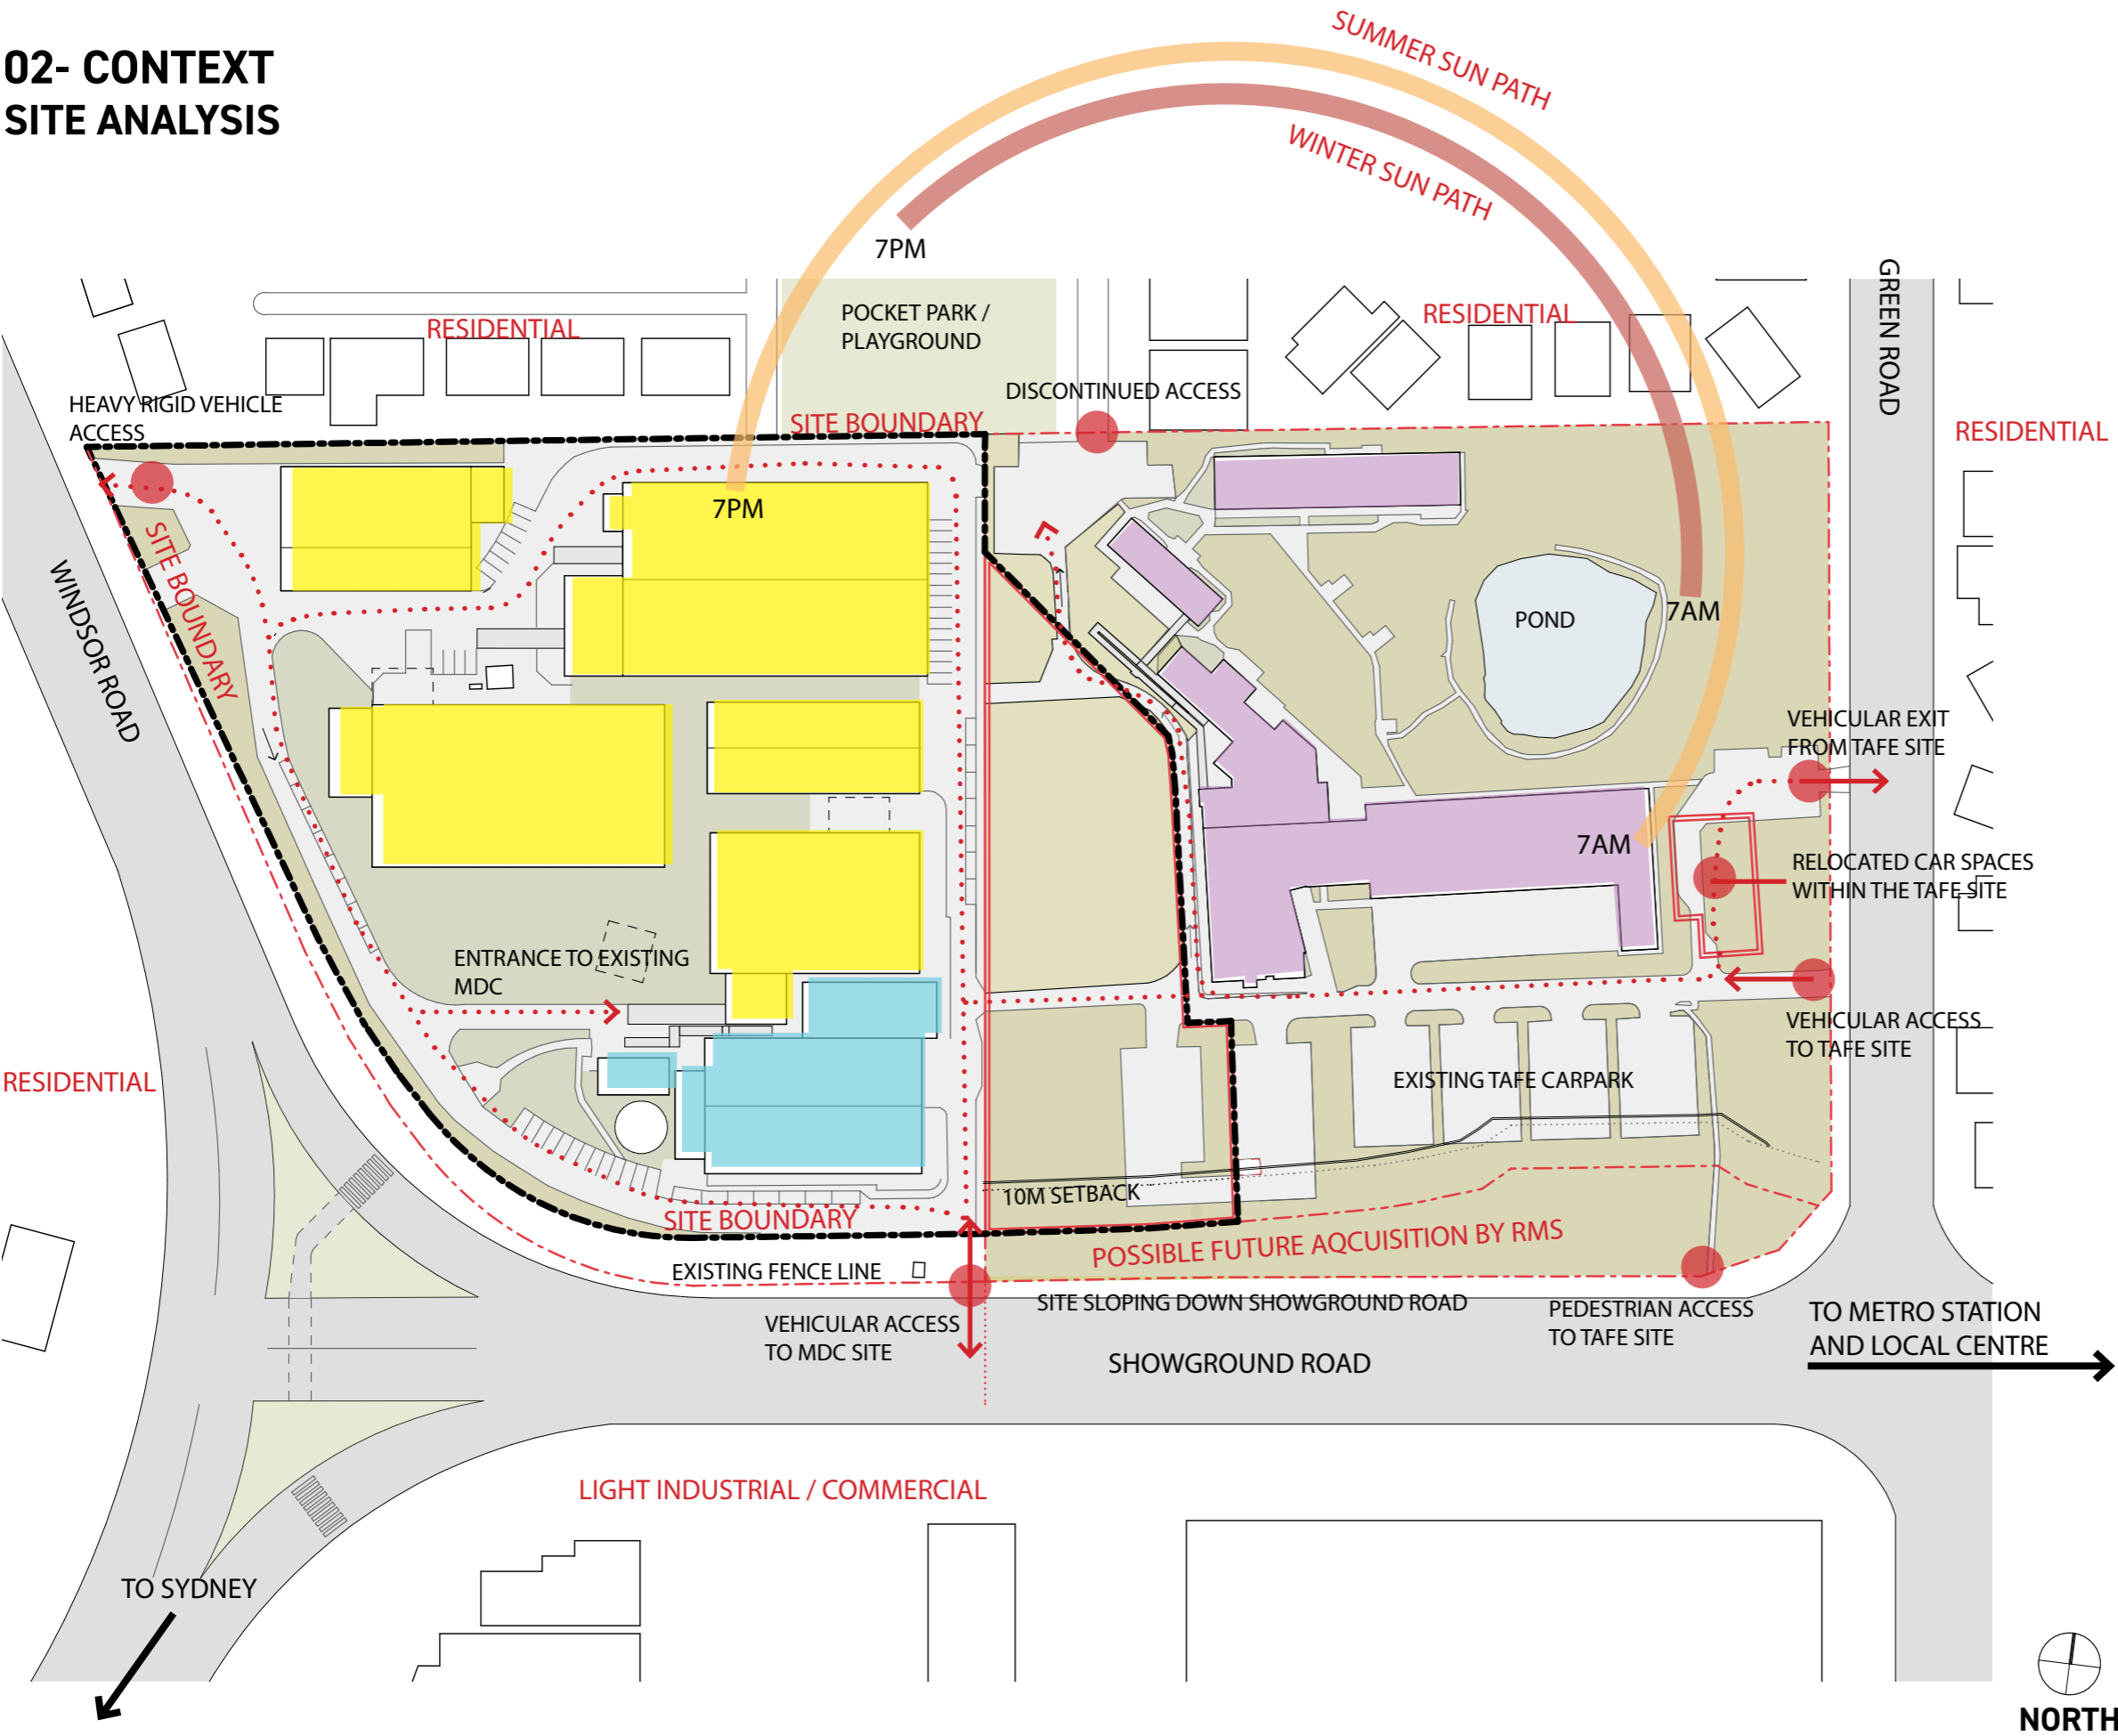 02- CONTEXT
SITE ANALYSIS
SUMMER SUN PATH
WINTER SUN PATH
7PM
GREEN ROAD
POCKET PARK /
PLAYGROUND
RESIDENTIAL
RESIDENTIAL
DISCONTINUED ACCESS
HEAVY RIGID VEHICLE
ACCESS
SITE BOUNDARY
RESIDENTIAL
7PM
SITE BOUNDARY
WINDSOR ROAD
POND
7AM
VEHICULAR EXIT
FROM TAFE SITE
7AM
RELOCATED CAR SPACES
WITHIN THE TAFE SITE
ENTRANCE TO EXISTING
MDC
VEHICULAR ACCESS
TO TAFE SITE
RESIDENTIAL
EXISTING TAFE CARPARK
10M SETBACK
SITE BOUNDARY
POSSIBLE FUTURE AQCUISITION BY RMS
EXISTING FENCE LINE
SITE SLOPING DOWN SHOWGROUND ROAD
VEHICULAR ACCESS
TO MDC SITE
PEDESTRIAN ACCESS
TO TAFE SITE
TO METRO STATION
AND LOCAL CENTRE
SHOWGROUND ROAD
LIGHT INDUSTRIAL / COMMERCIAL
TO SYDNEY
NORTH